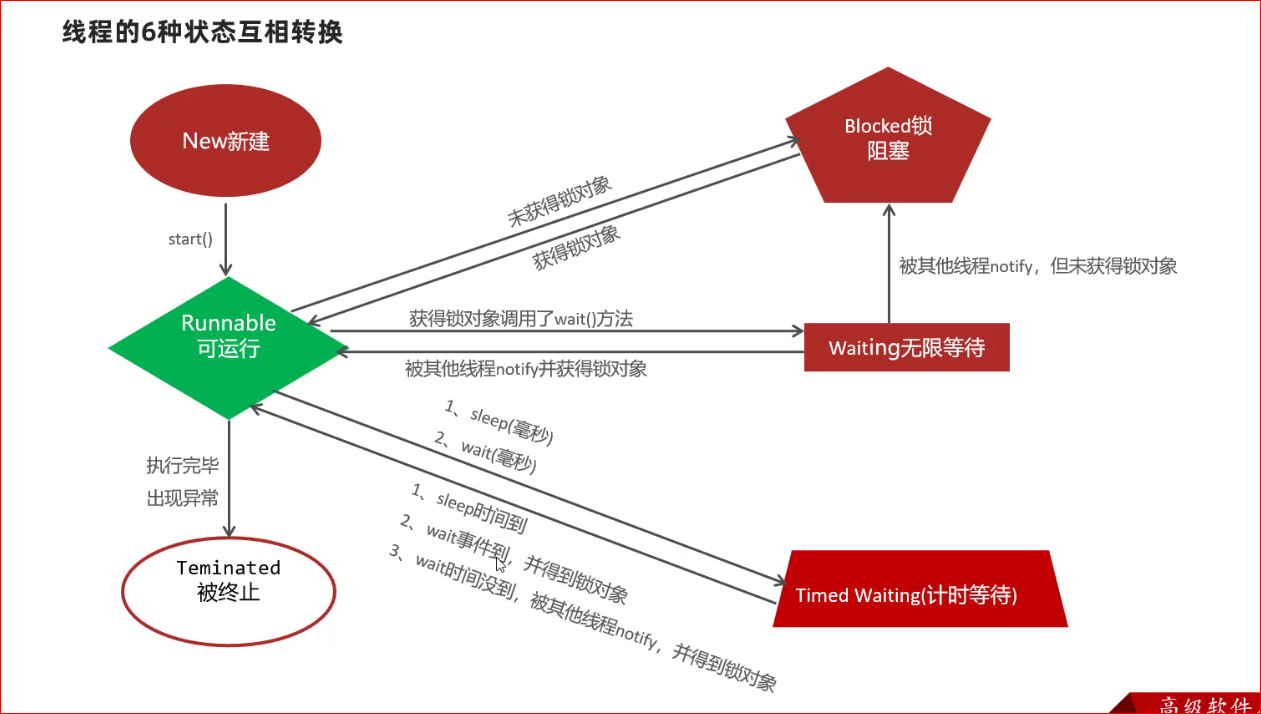 线程的6种状态互相转换
New新建
Blocked锁
阻塞
未获得锁对象
获得锁对象
start()
被其他线程notify，但未获得锁对象
Runnable
可运行
获得锁对象调用了wait()方法
Waiting无限等待
被其他线程notify并获得锁对象
1、sleep(毫秒)
2、wait(毫秒)
执行完毕
出现异常
1、sleep时间到
2、wait事件到，并得到锁对象
3、wait时间没到，被其他线程notify，并得到锁对象
Teminated
被终止
Timed Waiting(计时等待)
高级软件